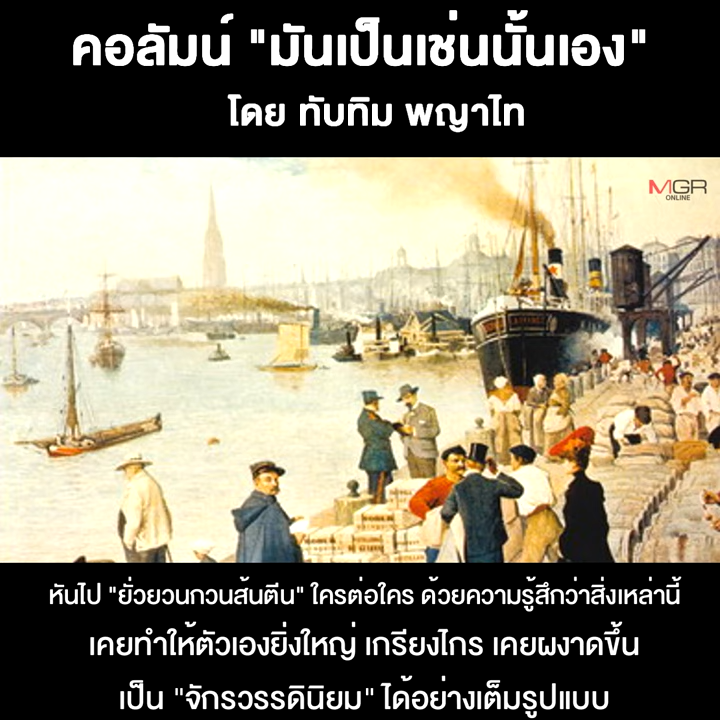 คอลัมน์ "มันเป็นเช่นนั้นเอง"
โดย ทับทิม พญาไท
MGR
ONLINE
หันไป "ยั่วยวนกวนส้นตีน" ใครต่อใคร ด้วยความรู้สึกว่าสิ่งเหล่านี้
เคยทำให้ตัวเองยิ่งใหญ่ เกรียงไกร เคยผงาดขึ้น
เป็น "จักรวรรดินิยม" ได้อย่างเต็มรูปแบบ